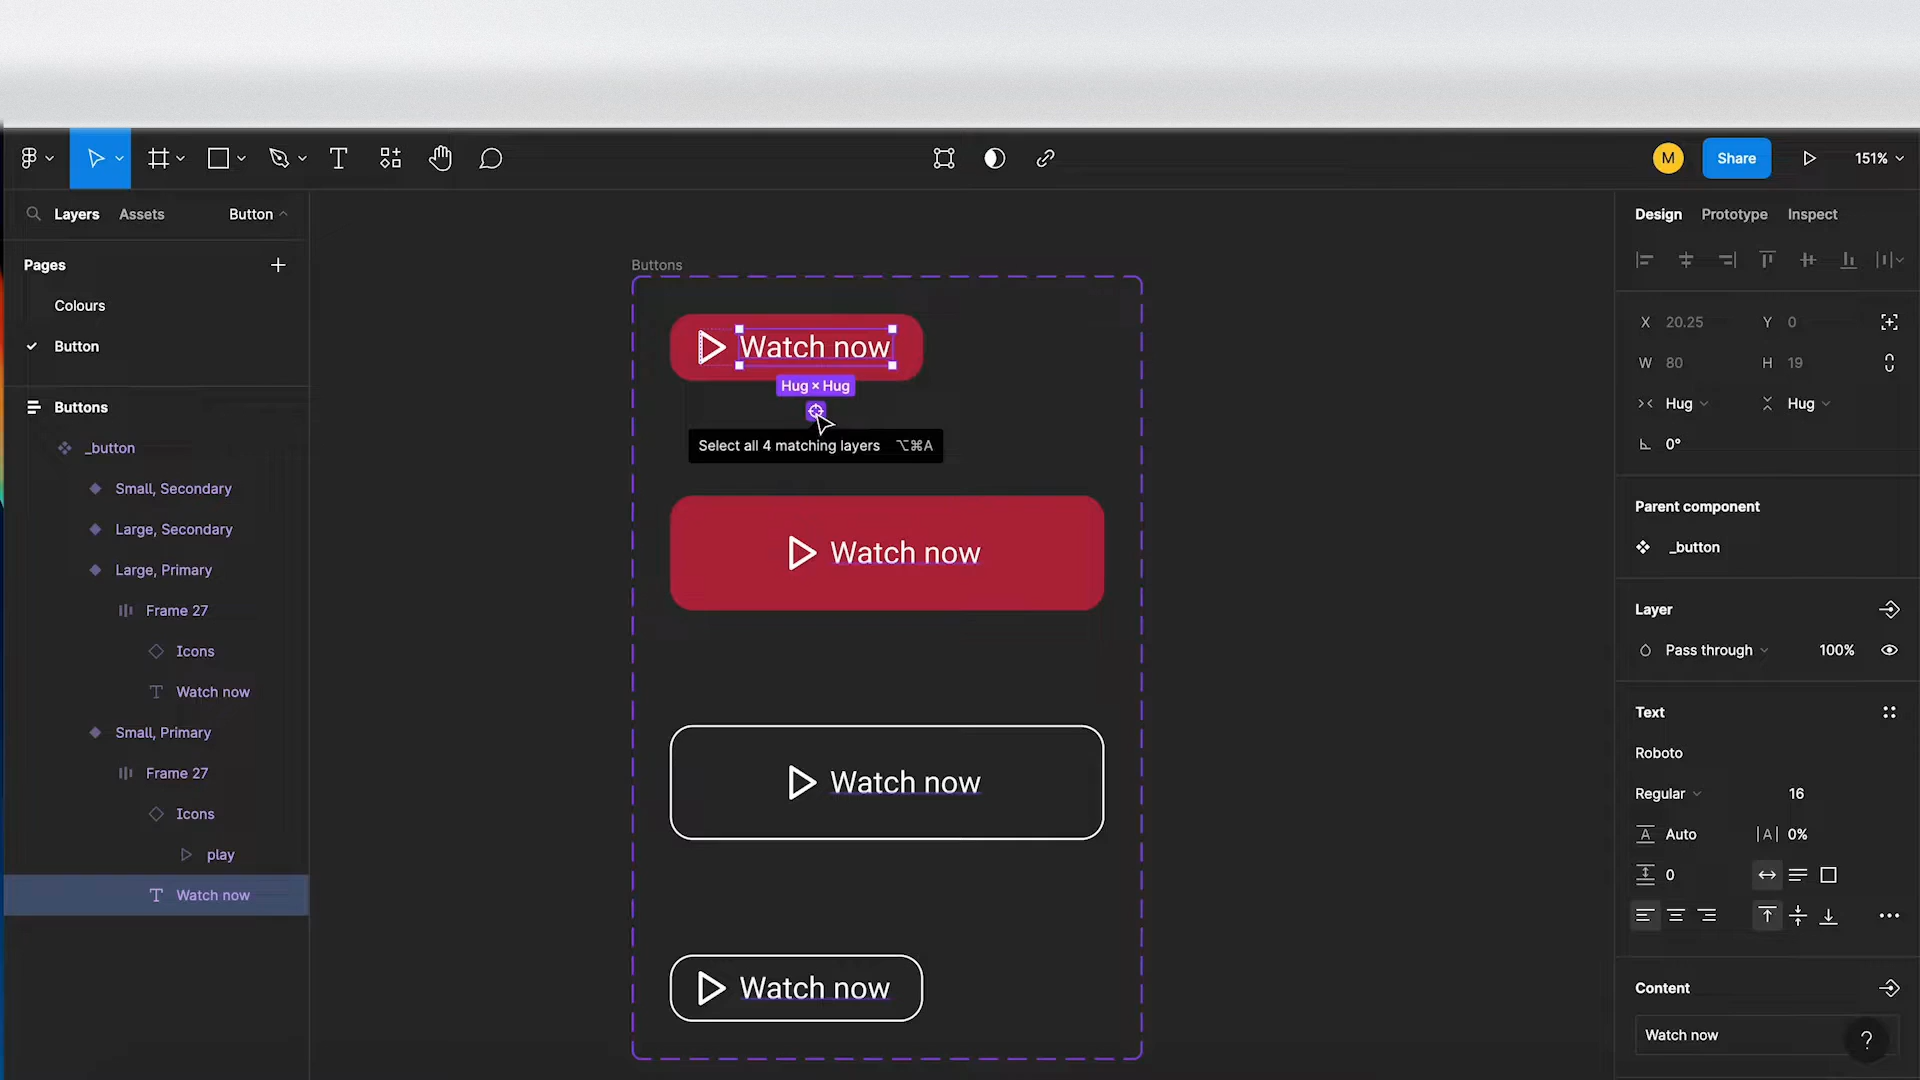 M
Share
151%
Layers
Assets
Button
Design
Prototype
Inspect
Pages
Buttons
Colours
X 20.25
Y 0
Button
Watch now
W 80
H 19
Hug × Hug
Buttons
Hug
Hug
_button
Select all 4 matching layers ⌥⌘A
0°
Small, Secondary
Parent component
Large, Secondary
Watch now
_button
Large, Primary
Frame 27
Layer
Icons
Pass through
100%
Watch now
Text
Small, Primary
Roboto
Frame 27
Watch now
Regular
16
Icons
A Auto
|A| 0%
play
0
Watch now
Watch now
Content
Watch now
?